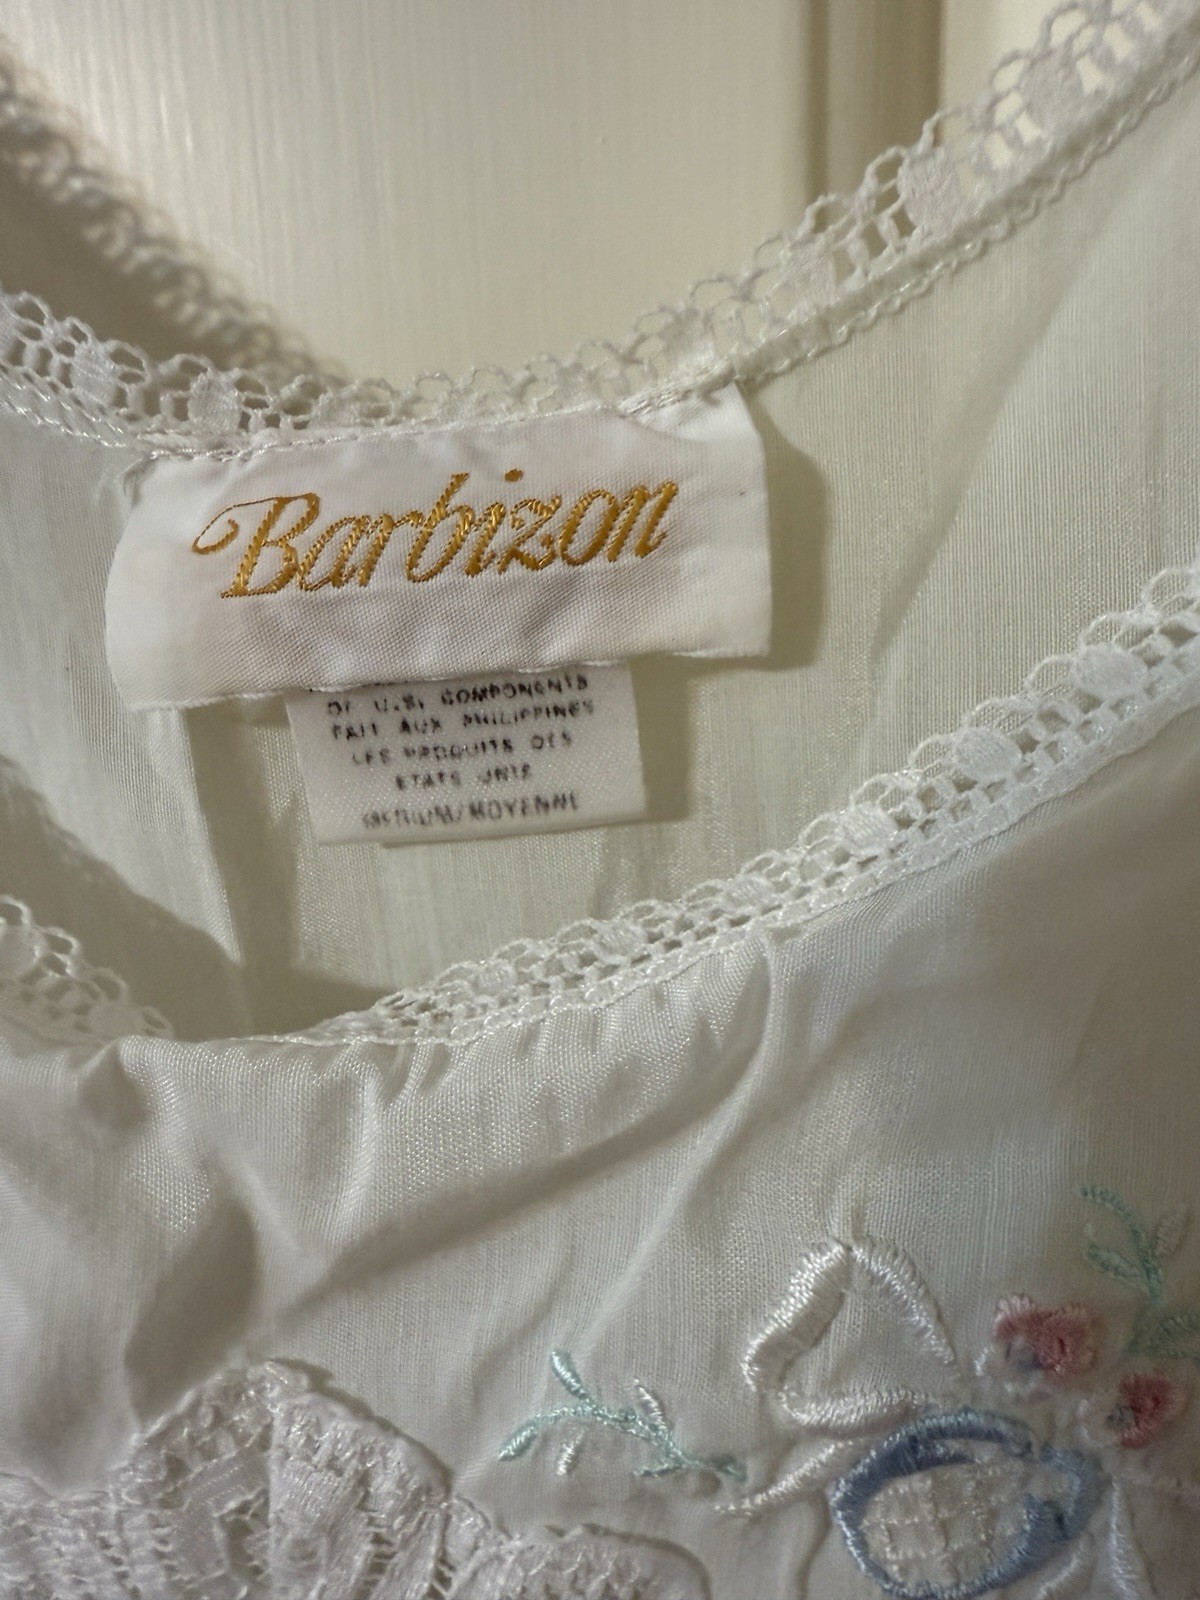 Barbizon
OF U.S. COMPONENTS
FAIT AUX PHILIPPINES
LES PRODUITS DES
ETATS UNIS
MEDIUM/MOYENNE